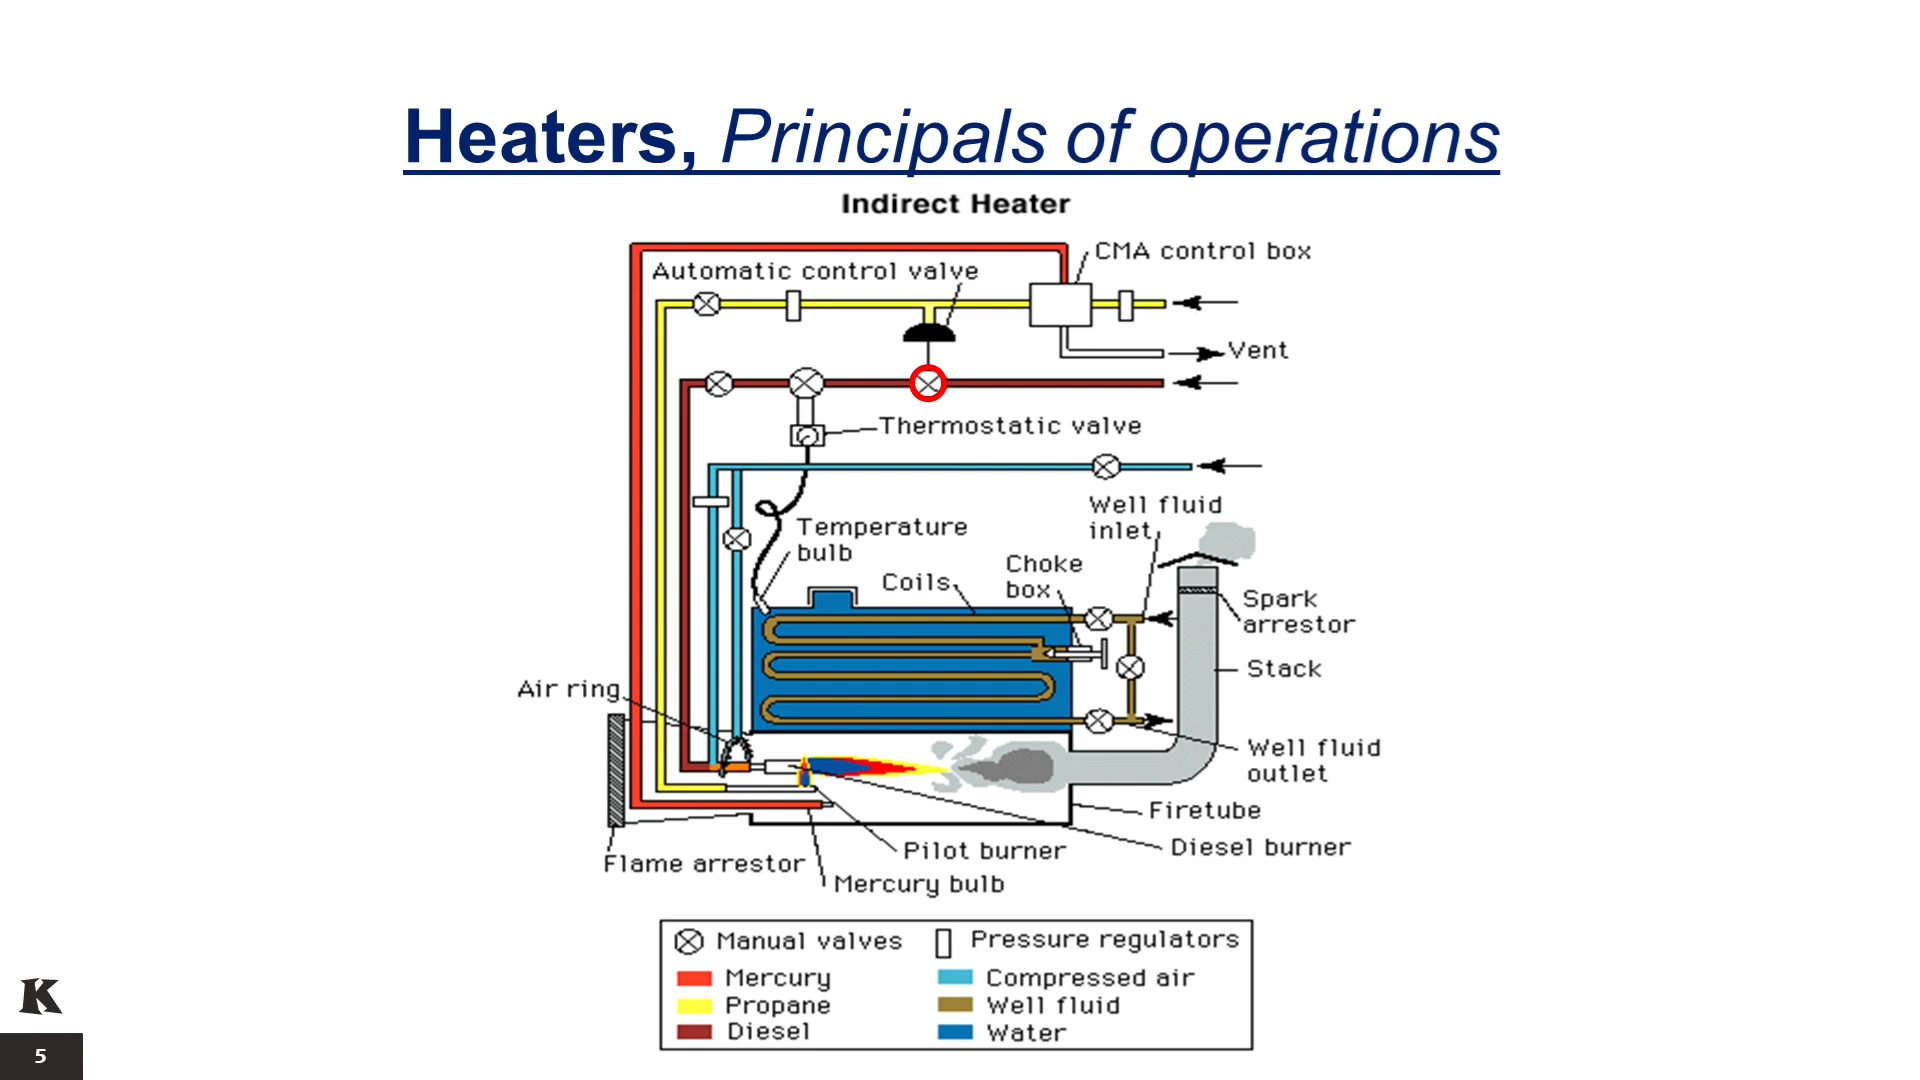 Heaters, Principals of operations
Indirect Heater
CMA control box
Automatic control valve
Vent
Thermostatic valve
Well fluid
inlet
Temperature
bulb
Choke
box
Coils
Spark
arrestor
Stack
Air ring
Well fluid
outlet
Firetube
Diesel burner
Pilot burner
Flame arrestor
Mercury bulb
Manual valves
Pressure regulators
Mercury
Compressed air
Propane
Well fluid
Diesel
Water
K
5